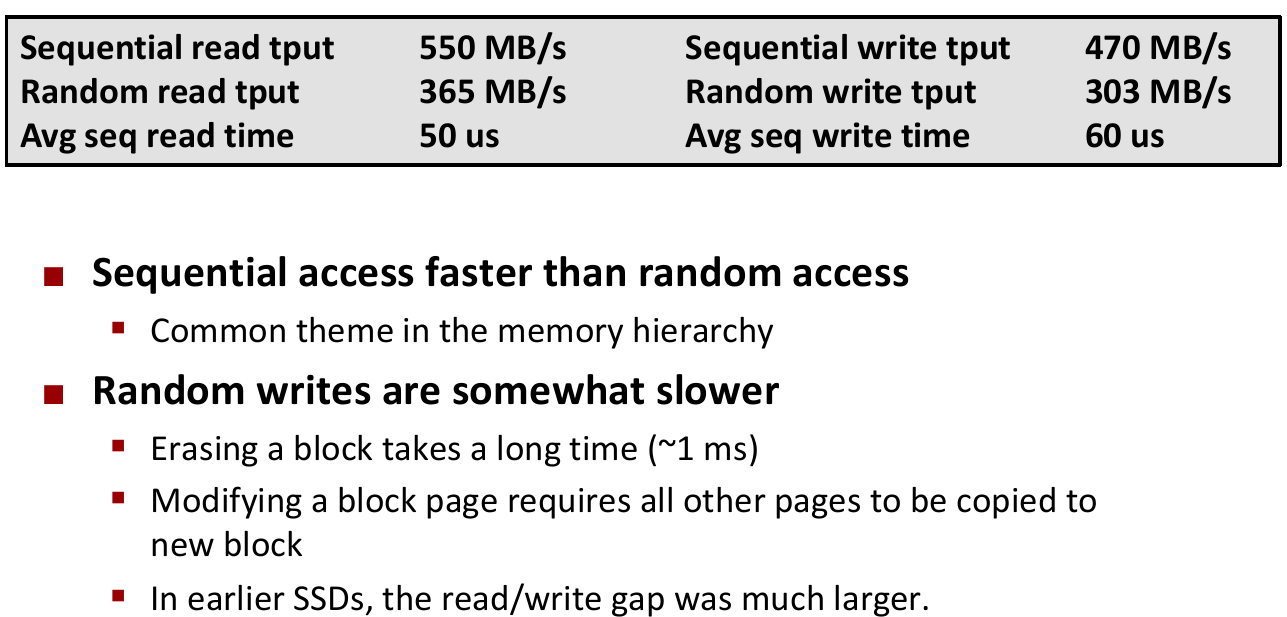 Sequential read tput 550 MB/s Sequential write tput 470 MB/s
Random read tput 365 MB/s Random write tput 303 MB/s
Avg seq read time 50 us Avg seq write time 60 us
Sequential access faster than random access
Common theme in the memory hierarchy
Random writes are somewhat slower
Erasing a block takes a long time (~1 ms)
Modifying a block page requires all other pages to be copied to
new block
In earlier SSDs, the read/write gap was much larger.